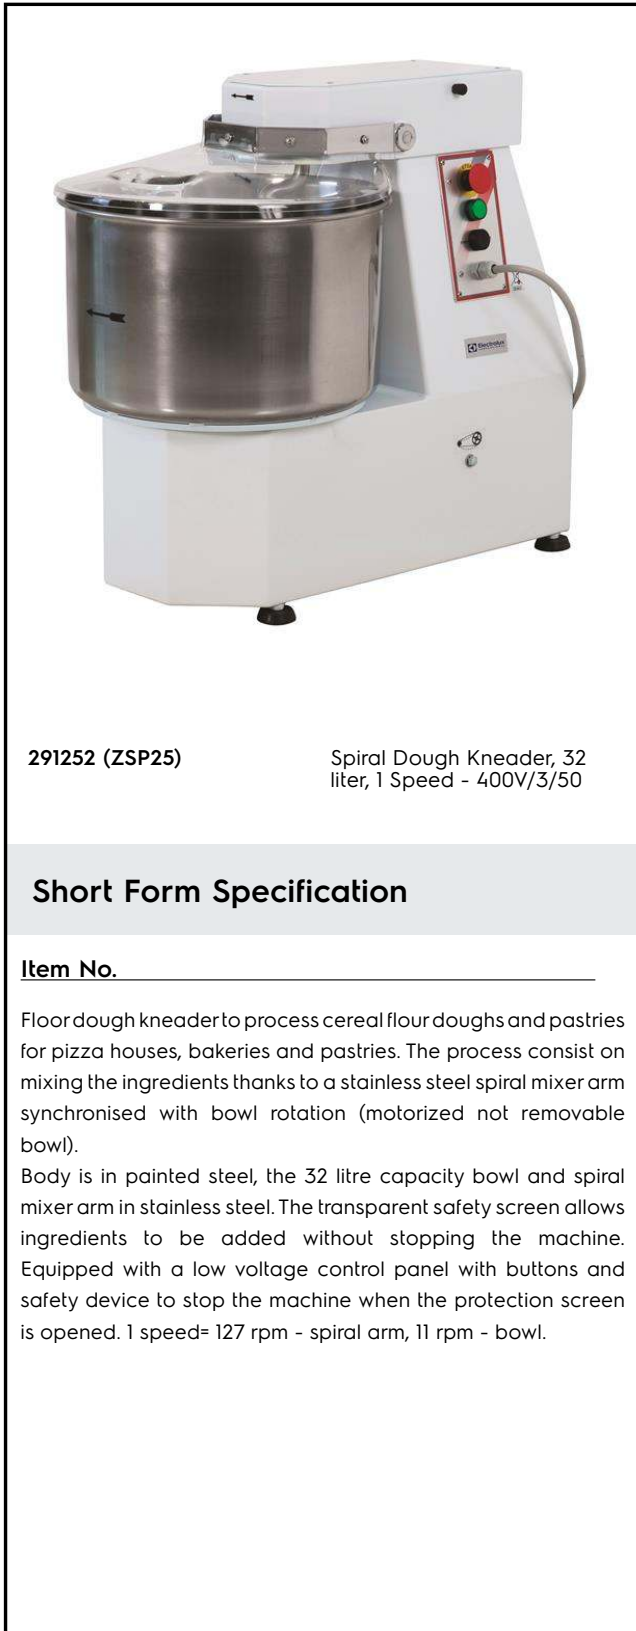 Electrolux
291252 (ZSP25)
Spiral Dough Kneader, 32
liter, 1 Speed - 400V/3/50
Short Form Specification
Item No.
Floor dough kneader to process cereal flour doughs and pastries
for pizza houses, bakeries and pastries. The process consist on
mixing the ingredients thanks to a stainless steel spiral mixer arm
synchronised with bowl rotation (motorized not removable
bowl).
Body is in painted steel, the 32 litre capacity bowl and spiral
mixer arm in stainless steel. The transparent safety screen allows
ingredients to be added without stopping the machine.
Equipped with a low voltage control panel with buttons and
safety device to stop the machine when the protection screen
is opened. 1 speed= 127 rpm - spiral arm, 11 rpm - bowl.